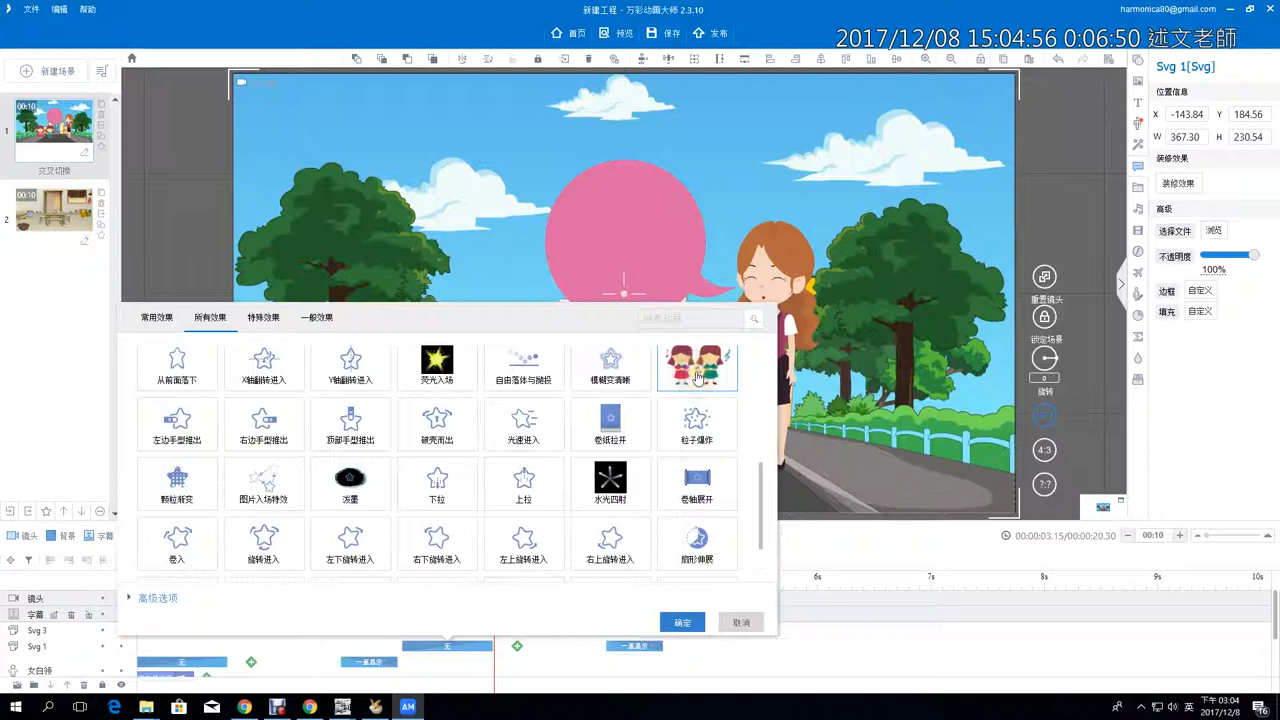 文件 编辑 帮助
新建工程 - 万彩动画大师 2.3.10
harmonica80@gmail.com
首页 预览 保存 发布
2017/12/08 15:04:56 0:06:50 述文老師
新建场景
Svg 1[Svg]
位置信息
X -143.84 Y 184.56
W 367.30 H 230.54
装修效果
装修效果
高级
选择文件 浏览
不透明度
100%
边框 自定义
填充 自定义
1
00:10
交叉切换
2
00:10
重置镜头
锁定场景
0
旋转
4:3
?:?
常用效果 所有效果 特殊效果 一般效果
从前面落下 X轴翻转进入 Y轴翻转进入 荧光入场 自由落体与抛投 模糊变清晰
左边手型推出 右边手型推出 顶部手型推出 破壳而出 光速进入 卷纸拉开 粒子爆炸
颗粒渐变 图片入场特效 泼墨 下拉 上拉 水光四射 卷轴展开
卷入 旋转进入 左下旋转进入 右下旋转进入 左上旋转进入 右上旋转进入 扇形伸展
高级选项
确定 取消
镜头 背景 字幕
00:00:03.15/00:00:20.30
00:10
6s 7s 8s 9s 10s
镜头
字幕
Svg 3
Svg 1
无 一直显示
女白领
无 一直显示
AM
下午 03:04
2017/12/8
16